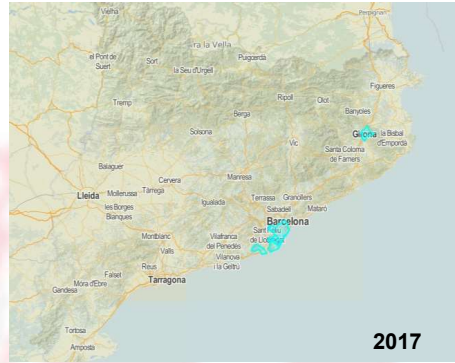 Perpignà
rra la Vella
el Pont de
Suert
Sort
la Seu d'Urgell
Puigcerdà
Figueres
Tremp
Berga
Ripoll
Olot
Banyoles
Solsona
Vic
Girona
la Bisbal
d'Empordà
Santa Coloma
de Farners
Balaguer
Cervera
Manresa
Lleida
Mollerussa
Tàrrega
Igualada
Terrassa
Granollers
Sabadell
Mataró
les Borges
Blanques
Barcelona
Sant Feliu
de Llobregat
Montblanc
Vilafranca
del Penedès
Valls
Vilanova
i la Geltrú
Reus
Falset
Móra d'Ebre
Gandesa
Tarragona
Tortosa
Amposta
2017